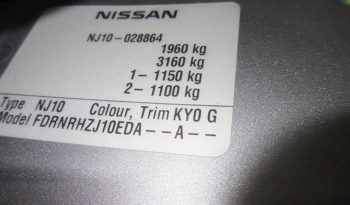 NISSAN
NJ10-028864
1960 kg
3160 kg
1- 1150 kg
2- 1100 kg
Type NJ10 Colour, Trim KY0 G
Model FDRNRHZJ10EDA--A--